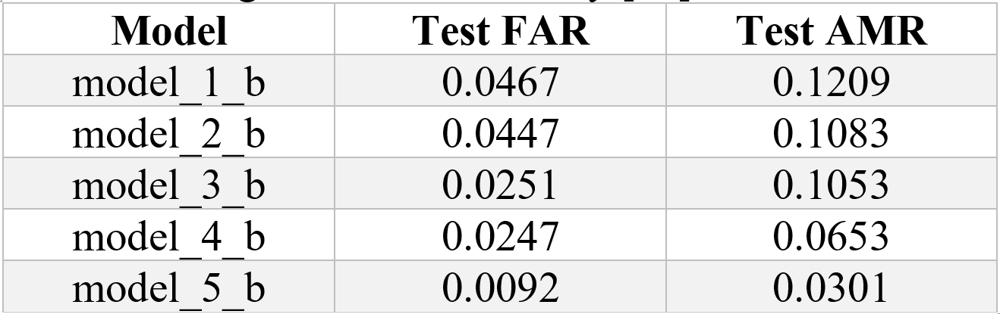 Model Test FAR Test AMR
model_1_b 0.0467 0.1209
model_2_b 0.0447 0.1083
model_3_b 0.0251 0.1053
model_4_b 0.0247 0.0653
model_5_b 0.0092 0.0301